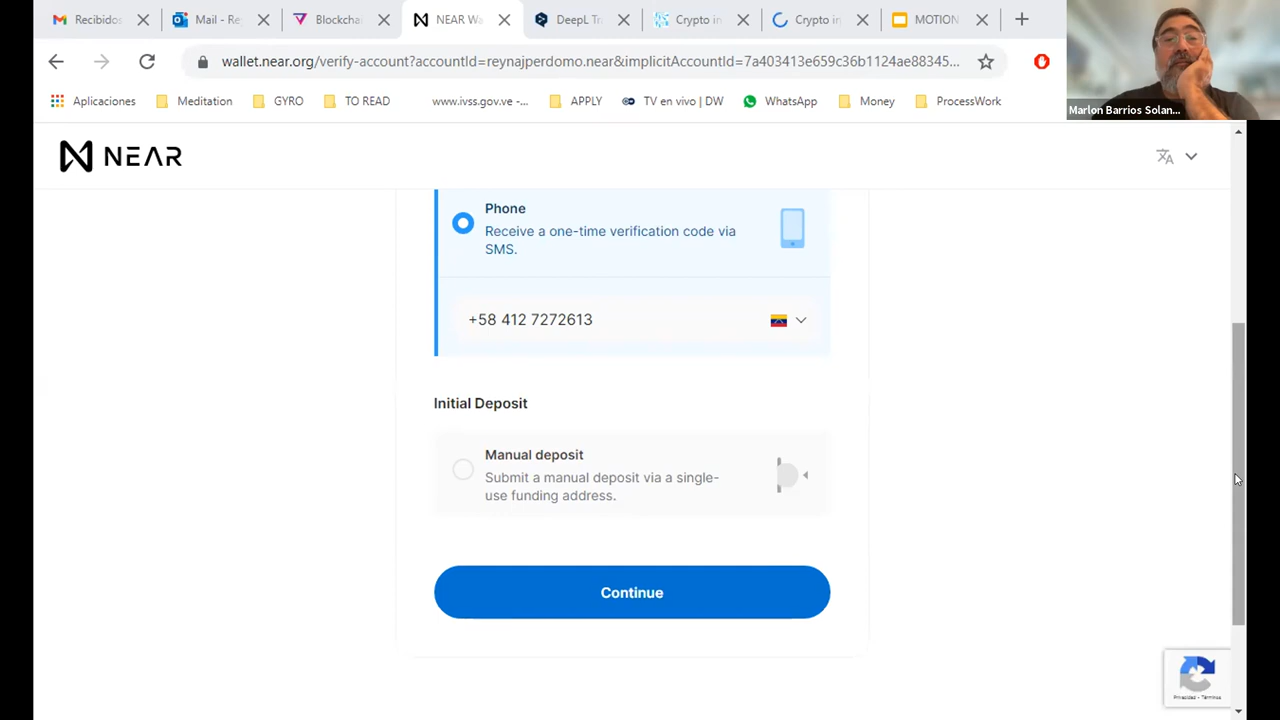 Recibidos
Mail - Re
Blockcha
NEAR Wa
DeepL Tr
Crypto in
Crypto in
MOTION
wallet.near.org/verify-account?accountId=reynajperdomo.near&implicitAccountId=7a403413e659c36b1124ae88345...
Aplicaciones
Meditation
GYRO
TO READ
www.ivss.gov.ve -...
APPLY
TV en vivo | DW
WhatsApp
Money
ProcessWork
Marlon Barrios Solan...
NEAR
Phone
Receive a one-time verification code via
SMS.
+58 412 7272613
Initial Deposit
Manual deposit
Submit a manual deposit via a single-
use funding address.
Continue
Privacidad - Términos